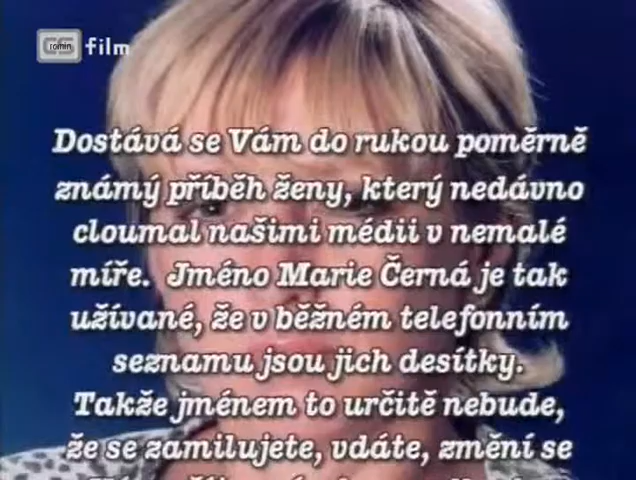 CS
romin
film
Dostává se Vám do rukou poměrně
známý příběh ženy, který nedávno
cloumal našimi médii v nemalé
míře. Jméno Marie Černá je tak
užívané, že v běžném telefonním
seznamu jsou jich desítky.
Takže jménem to určitě nebude,
že se zamilujete, vdáte, změní se